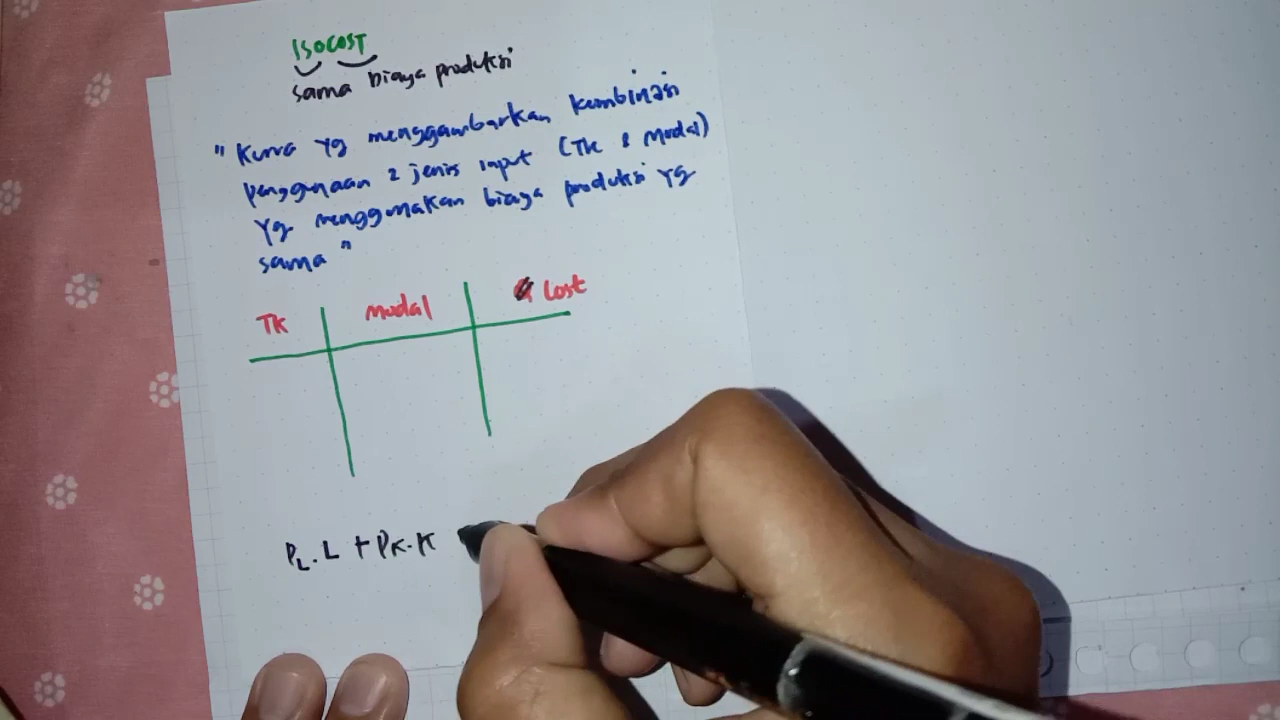 ISOCOST
sama biaya produksi
" Kurva yg menggambarkan kombinasi
penggunaan 2 jenis input (TK & Modal)
yg menggunakan biaya produksi yg
sama "
TK Modal Cost
PL.L + PK.K